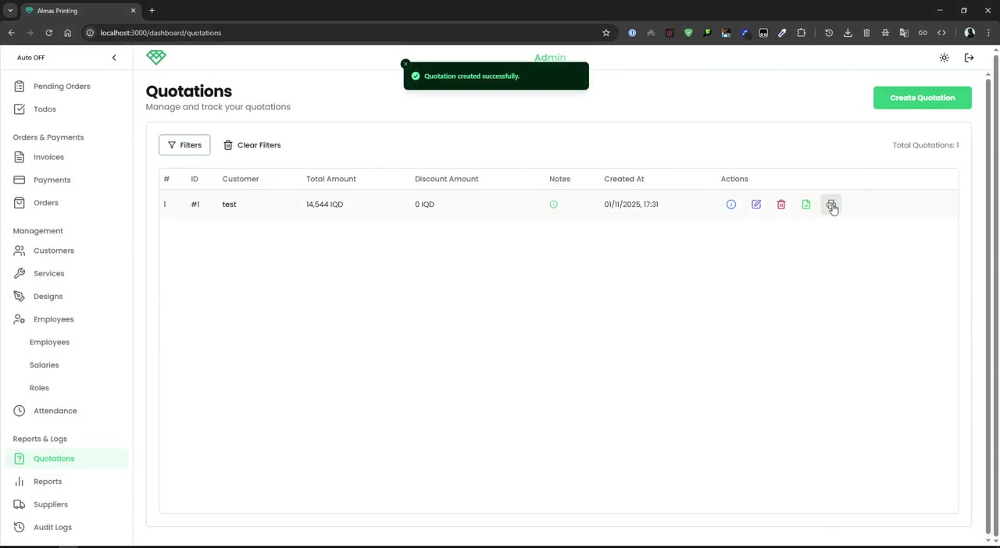 Almas Printing
localhost:3000/dashboard/quotations
Auto OFF
Admin
Quotation created successfully.
Pending Orders
Todos
Orders & Payments
Invoices
Payments
Orders
Management
Customers
Services
Designs
Employees
Employees
Salaries
Roles
Attendance
Reports & Logs
Quotations
Reports
Suppliers
Audit Logs
Quotations
Manage and track your quotations
Create Quotation
Filters
Clear Filters
Total Quotations: 1
# ID Customer Total Amount Discount Amount Notes Created At Actions
1 #1 test 14,544 IQD 0 IQD 01/11/2025, 17:31